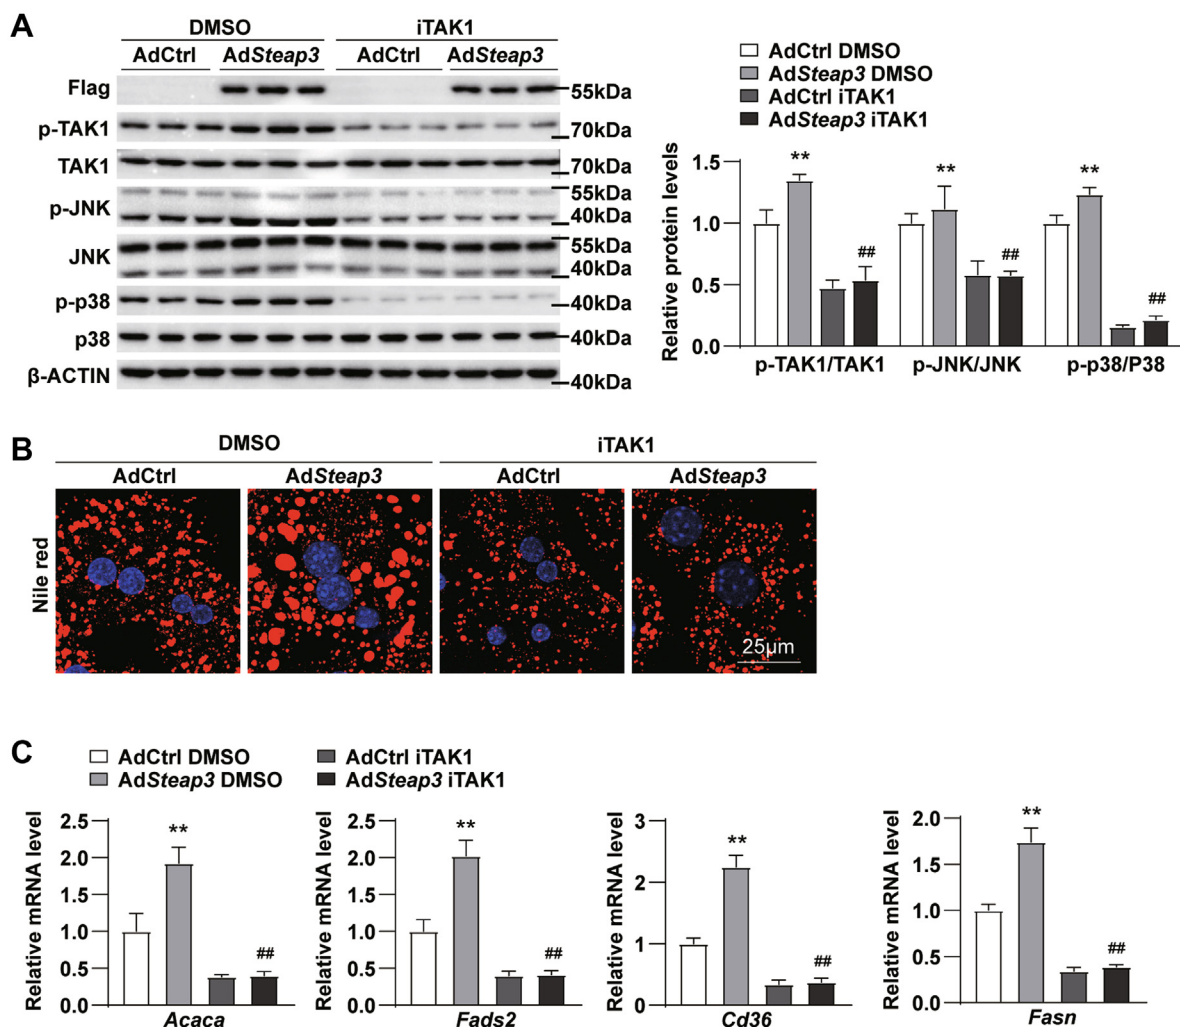 A
DMSO iTAK1
AdCtrl AdSteap3 AdCtrl AdSteap3
Flag 55kDa
p-TAK1 70kDa
TAK1 70kDa
p-JNK 55kDa
40kDa
JNK 55kDa
40kDa
p-p38 40kDa
p38 40kDa
β-ACTIN 40kDa
AdCtrl DMSO
AdSteap3 DMSO
AdCtrl iTAK1
AdSteap3 iTAK1
Relative protein levels
1.5
1.0
0.5
0.0
** ** **
## ## ##
p-TAK1/TAK1 p-JNK/JNK p-p38/P38
B
DMSO iTAK1
AdCtrl AdSteap3 AdCtrl AdSteap3
Nile red
25μm
C
AdCtrl DMSO AdCtrl iTAK1
AdSteap3 DMSO AdSteap3 iTAK1
Relative mRNA level
2.5
2.0
1.5
1.0
0.5
0.0
**
##
Acaca
Relative mRNA level
2.5
2.0
1.5
1.0
0.5
0.0
**
##
Fads2
Relative mRNA level
3
2
1
0
**
##
Cd36
Relative mRNA level
2.0
1.5
1.0
0.5
0.0
**
##
Fasn